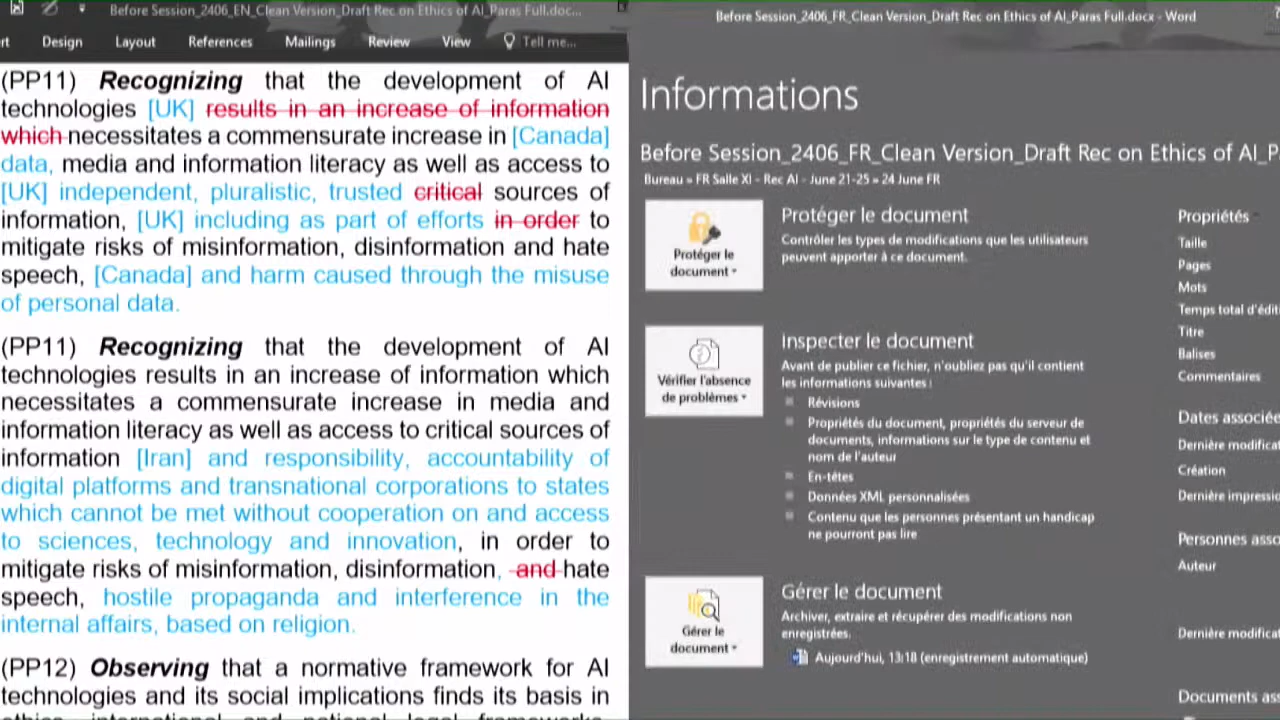 Before Session_2406_EN_Clean Version_Draft Rec on Ethics of AI_Paras Full.doc...
rt Design Layout References Mailings Review View Tell me...
(PP11) Recognizing that the development of AI
technologies [UK] results in an increase of information
which necessitates a commensurate increase in [Canada]
data, media and information literacy as well as access to
[UK] independent, pluralistic, trusted critical sources of
information, [UK] including as part of efforts in order to
mitigate risks of misinformation, disinformation and hate
speech, [Canada] and harm caused through the misuse
of personal data.
(PP11) Recognizing that the development of AI
technologies results in an increase of information which
necessitates a commensurate increase in media and
information literacy as well as access to critical sources of
information [Iran] and responsibility, accountability of
digital platforms and transnational corporations to states
which cannot be met without cooperation on and access
to sciences, technology and innovation, in order to
mitigate risks of misinformation, disinformation, and hate
speech, hostile propaganda and interference in the
internal affairs, based on religion.
(PP12) Observing that a normative framework for AI
technologies and its social implications finds its basis in
ethics, international and national legal frameworks,
Before Session_2406_FR_Clean Version_Draft Rec on Ethics of AI_Paras Full.docx - Word
Informations
Before Session_2406_FR_Clean Version_Draft Rec on Ethics of AI_P
Bureau » FR Salle XI - Rec AI - June 21-25 » 24 June FR
Protéger le
document
Protéger le document
Contrôler les types de modifications que les utilisateurs
peuvent apporter à ce document.
Vérifier l'absence
de problèmes
Inspecter le document
Avant de publier ce fichier, n'oubliez pas qu'il contient
les informations suivantes :
Révisions
Propriétés du document, propriétés du serveur de
documents, informations sur le type de contenu et
nom de l'auteur
En-têtes
Données XML personnalisées
Contenu que les personnes présentant un handicap
ne pourront pas lire
Gérer le
document
Gérer le document
Archiver, extraire et récupérer des modifications non
enregistrées.
Aujourd'hui, 13:18 (enregistrement automatique)
Propriétés
Taille
Pages
Mots
Temps total d'édit
Titre
Balises
Commentaires
Dates associée
Dernière modificat
Création
Dernière impressio
Personnes asso
Auteur
Dernière modificat
Documents ass